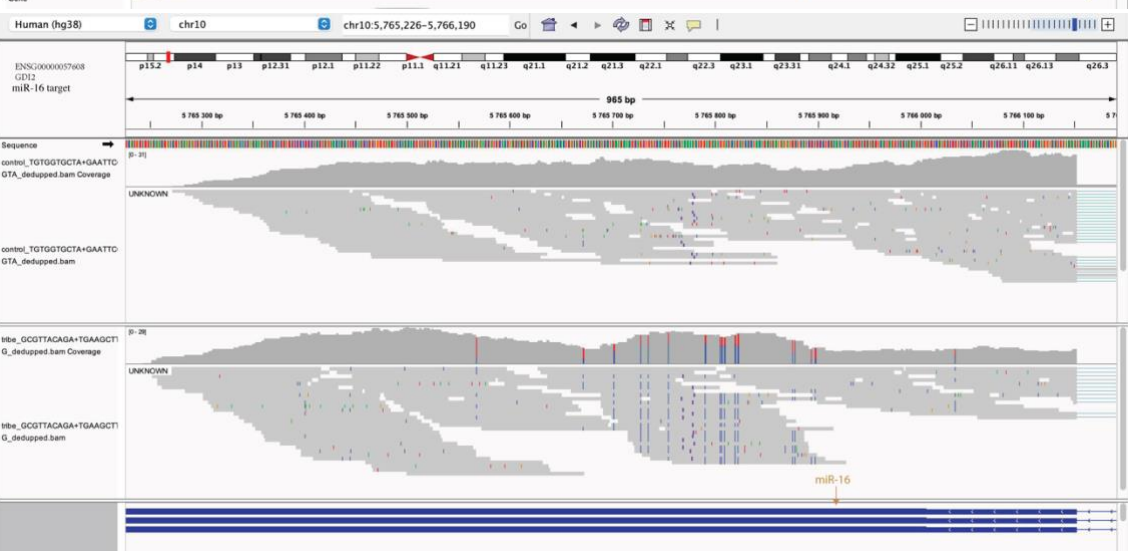 Human (hg38) chr10 chr10:5,765,226-5,766,190 Go
ENSG00000057608
GDI2
miR-16 target
p15.2 p14 p13 p12.31 p12.1 p11.22 p11.1 q11.21 q11.23 q21.1 q21.2 q21.3 q22.1 q22.3 q23.1 q23.31 q24.1 q24.32 q25.1 q25.2 q26.11 q26.13 q26.3
965 bp
5 765 300 bp 5 765 400 bp 5 765 500 bp 5 765 600 bp 5 765 700 bp 5 765 800 bp 5 765 900 bp 5 766 000 bp 5 766 100 bp
Sequence
control_TGTGGTGCTA+GAATTC
GTA_dedupped.bam Coverage
[0 - 31]
UNKNOWN
control_TGTGGTGCTA+GAATTC
GTA_dedupped.bam
tribe_GCGTTACAGA+TGAAGCT
G_dedupped.bam Coverage
[0 - 29]
UNKNOWN
tribe_GCGTTACAGA+TGAAGCT
G_dedupped.bam
miR-16